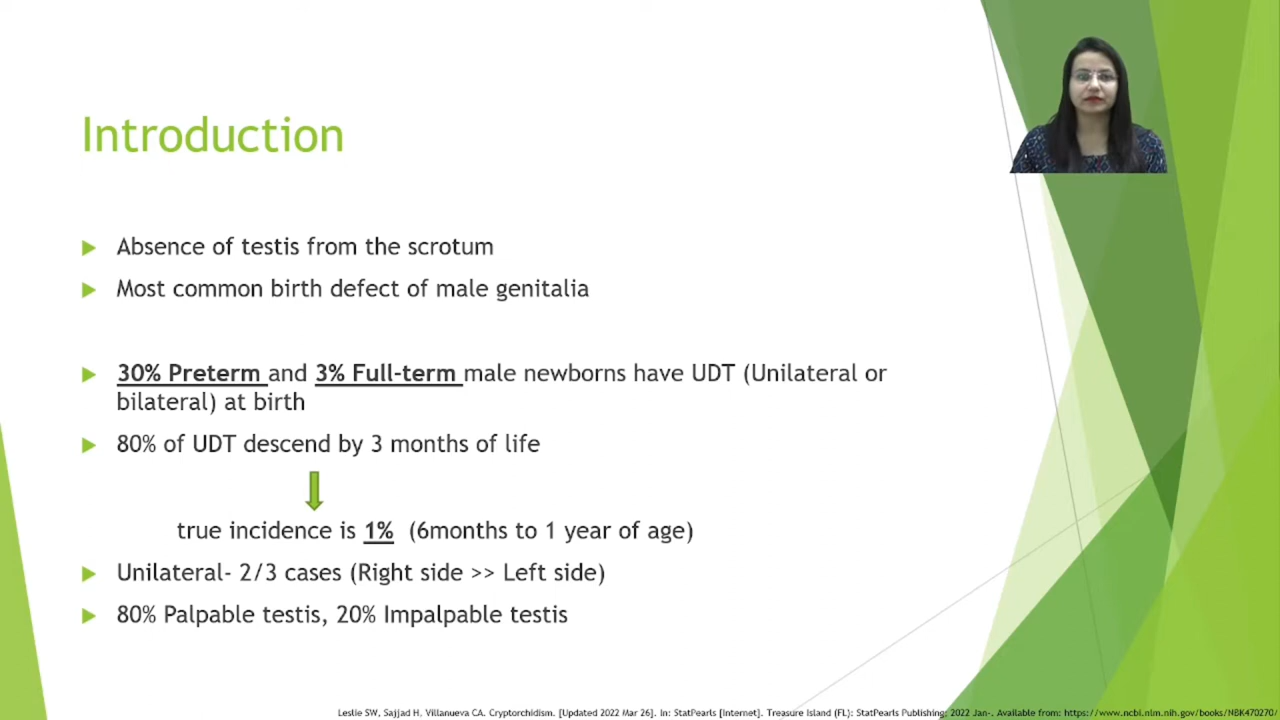 Introduction
Absence of testis from the scrotum
Most common birth defect of male genitalia
30% Preterm and 3% Full-term male newborns have UDT (Unilateral or
bilateral) at birth
80% of UDT descend by 3 months of life
true incidence is 1% (6months to 1 year of age)
Unilateral- 2/3 cases (Right side >> Left side)
80% Palpable testis, 20% Impalpable testis
Leslie SW, Sajjad H, Villanueva CA. Cryptorchidism. [Updated 2022 Mar 26]. In: StatPearls [Internet]. Treasure Island (FL): StatPearls Publishing; 2022 Jan-. Available from: https://www.ncbi.nlm.nih.gov/books/NBK470270/